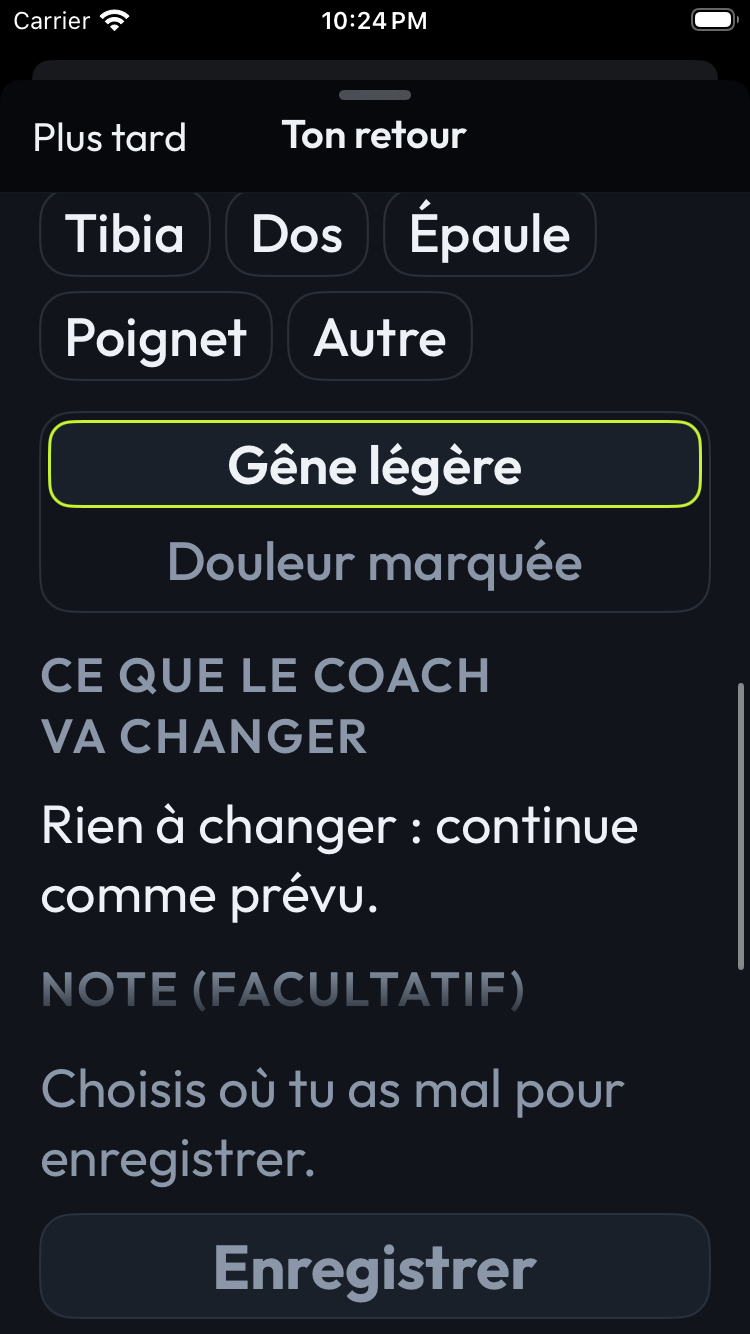 Carrier 10:24 PM
Plus tard Ton retour
Tibia Dos Épaule
Poignet Autre
Gêne légère
Douleur marquée
CE QUE LE COACH
VA CHANGER
Rien à changer : continue
comme prévu.
NOTE (FACULTATIF)
Choisis où tu as mal pour
enregistrer.
Enregistrer